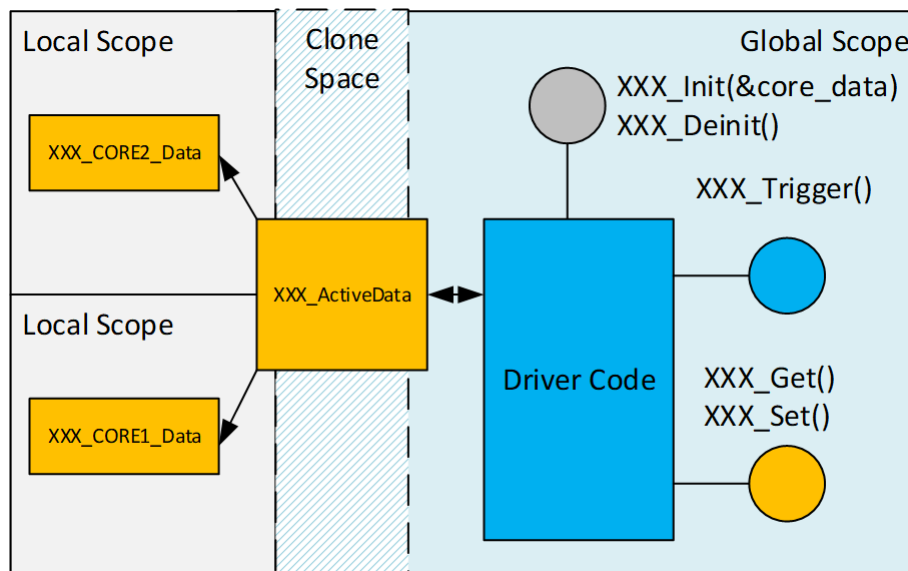 Local Scope
Clone
Space
Global Scope
XXX_Init(&core_data)
XXX_Deinit()
XXX_CORE2_Data
XXX_Trigger()
XXX_ActiveData
Local Scope
Driver Code
XXX_Get()
XXX_Set()
XXX_CORE1_Data